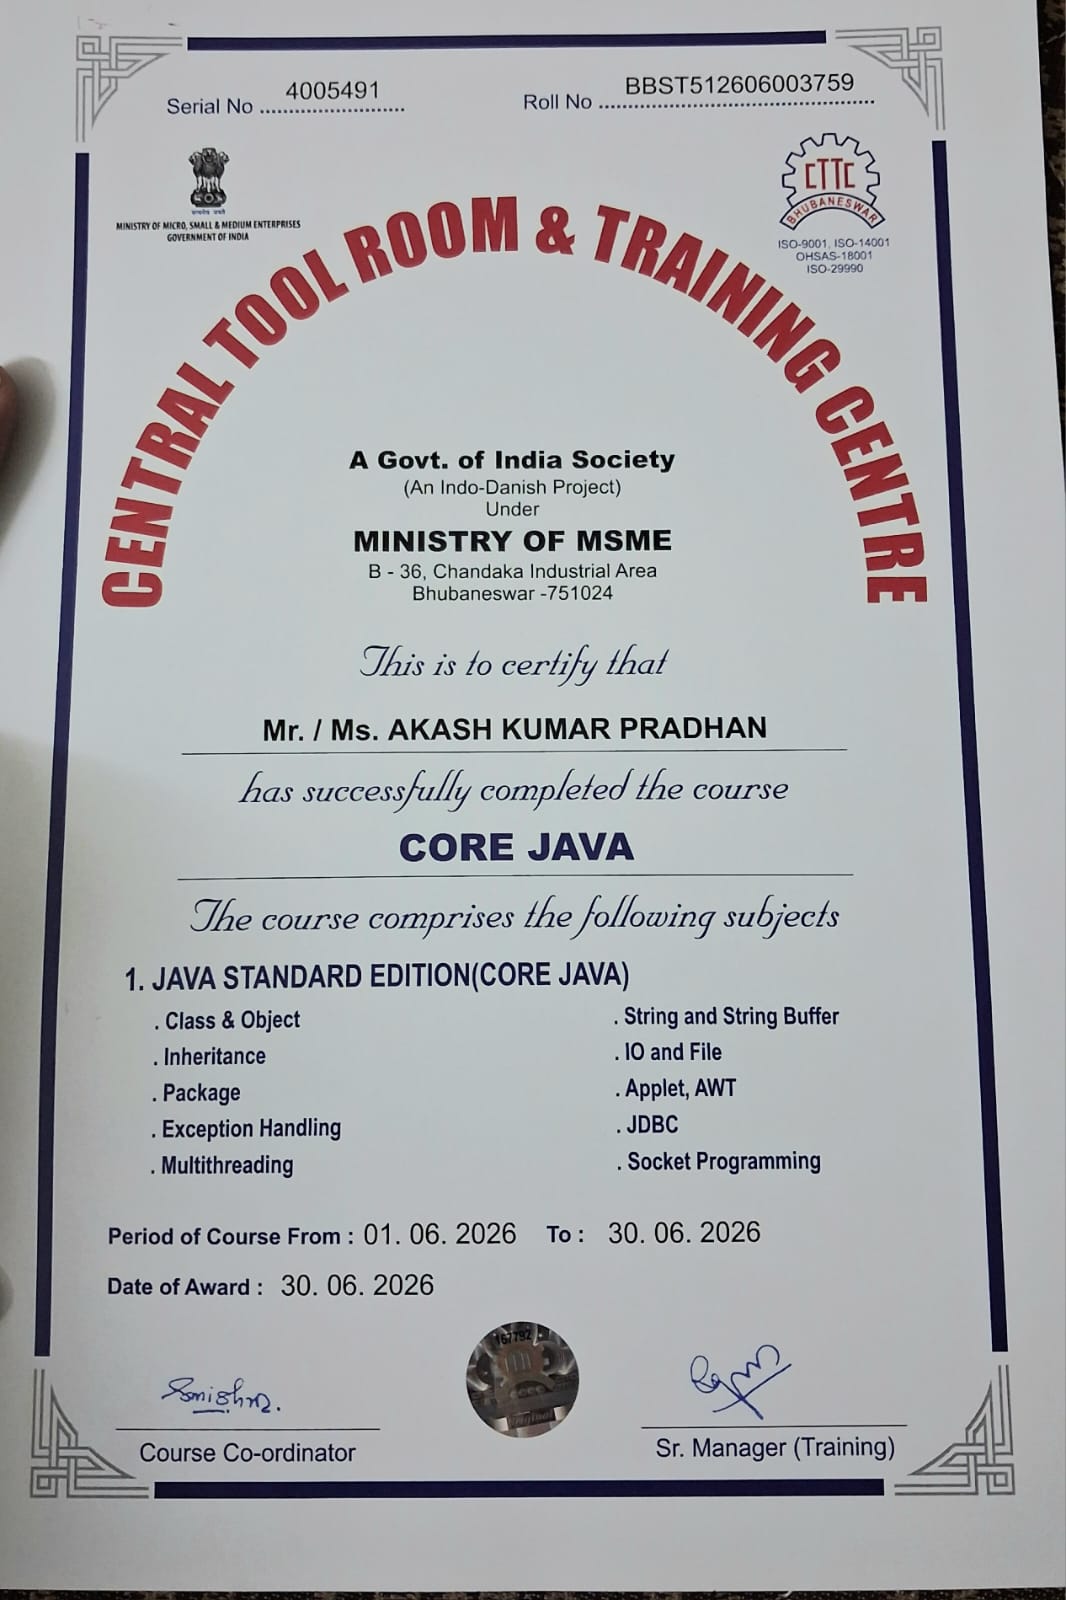 Serial No 4005491
Roll No BBST512606003759
सत्यमेव जयते
MINISTRY OF MICRO, SMALL & MEDIUM ENTERPRISES
GOVERNMENT OF INDIA
CTTC
BHUBANESWAR
ISO-9001, ISO-14001
OHSAS-18001
ISO-29990
CENTRAL TOOL ROOM & TRAINING CENTRE
A Govt. of India Society
(An Indo-Danish Project)
Under
MINISTRY OF MSME
B - 36, Chandaka Industrial Area
Bhubaneswar -751024
This is to certify that
Mr. / Ms. AKASH KUMAR PRADHAN
has successfully completed the course
CORE JAVA
The course comprises the following subjects
1. JAVA STANDARD EDITION(CORE JAVA)
. Class & Object
. Inheritance
. Package
. Exception Handling
. Multithreading
. String and String Buffer
. IO and File
. Applet, AWT
. JDBC
. Socket Programming
Period of Course From : 01. 06. 2026 To : 30. 06. 2026
Date of Award : 30. 06. 2026
167792
Original
Course Co-ordinator
Sr. Manager (Training)